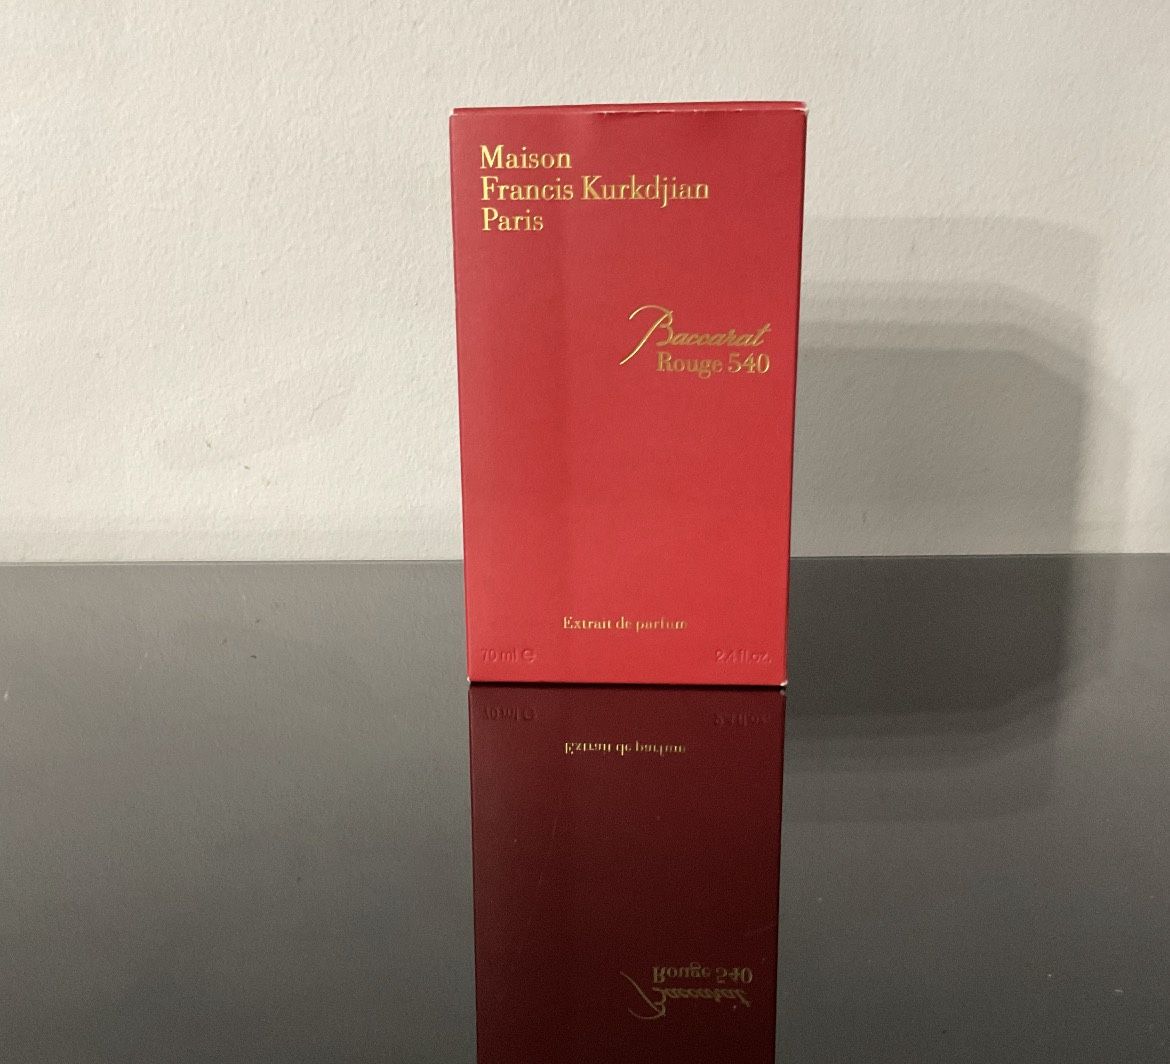 Maison
Francis Kurkdjian
Paris
Baccarat
Rouge 540
Extrait de parfum
70 ml ℮ 2.4 fl.oz.